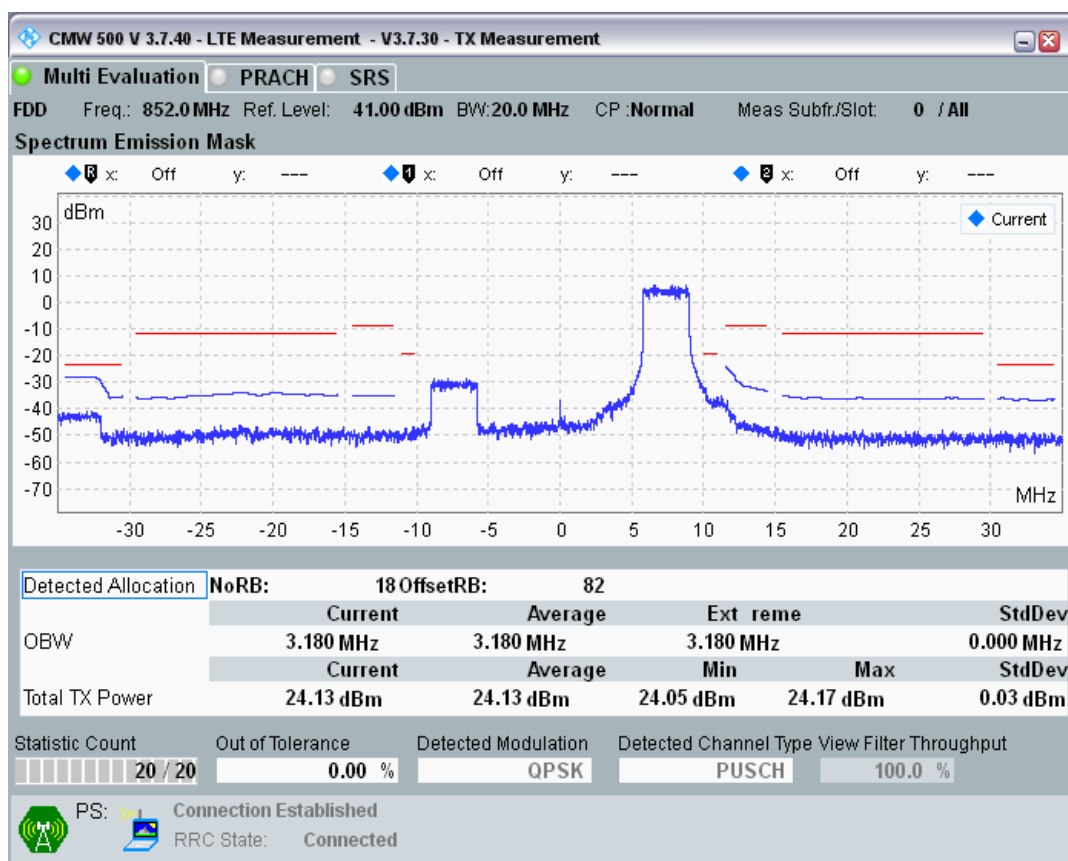 CMW 500 V 3.7.40 - LTE Measurement - V3.7.30 - TX Measurement
Multi Evaluation PRACH SRS
FDD Freq.: 852.0 MHz Ref. Level: 41.00 dBm BW:20.0 MHz CP :Normal Meas Subfr./Slot: 0 / All
Spectrum Emission Mask
R x: Off y: --- 1 x: Off y: --- 2 x: Off y: ---
dBm
Current
30
20
10
0
-10
-20
-30
-40
-50
-60
-70
MHz
-30 -25 -20 -15 -10 -5 0 5 10 15 20 25 30
Detected Allocation NoRB: 18 OffsetRB: 82
Current Average Ext reme StdDev
OBW 3.180 MHz 3.180 MHz 3.180 MHz 0.000 MHz
Current Average Min Max StdDev
Total TX Power 24.13 dBm 24.13 dBm 24.05 dBm 24.17 dBm 0.03 dBm
Statistic Count Out of Tolerance Detected Modulation Detected Channel Type View Filter Throughput
20 / 20 0.00 % QPSK PUSCH 100.0 %
PS: Connection Established
RRC State: Connected